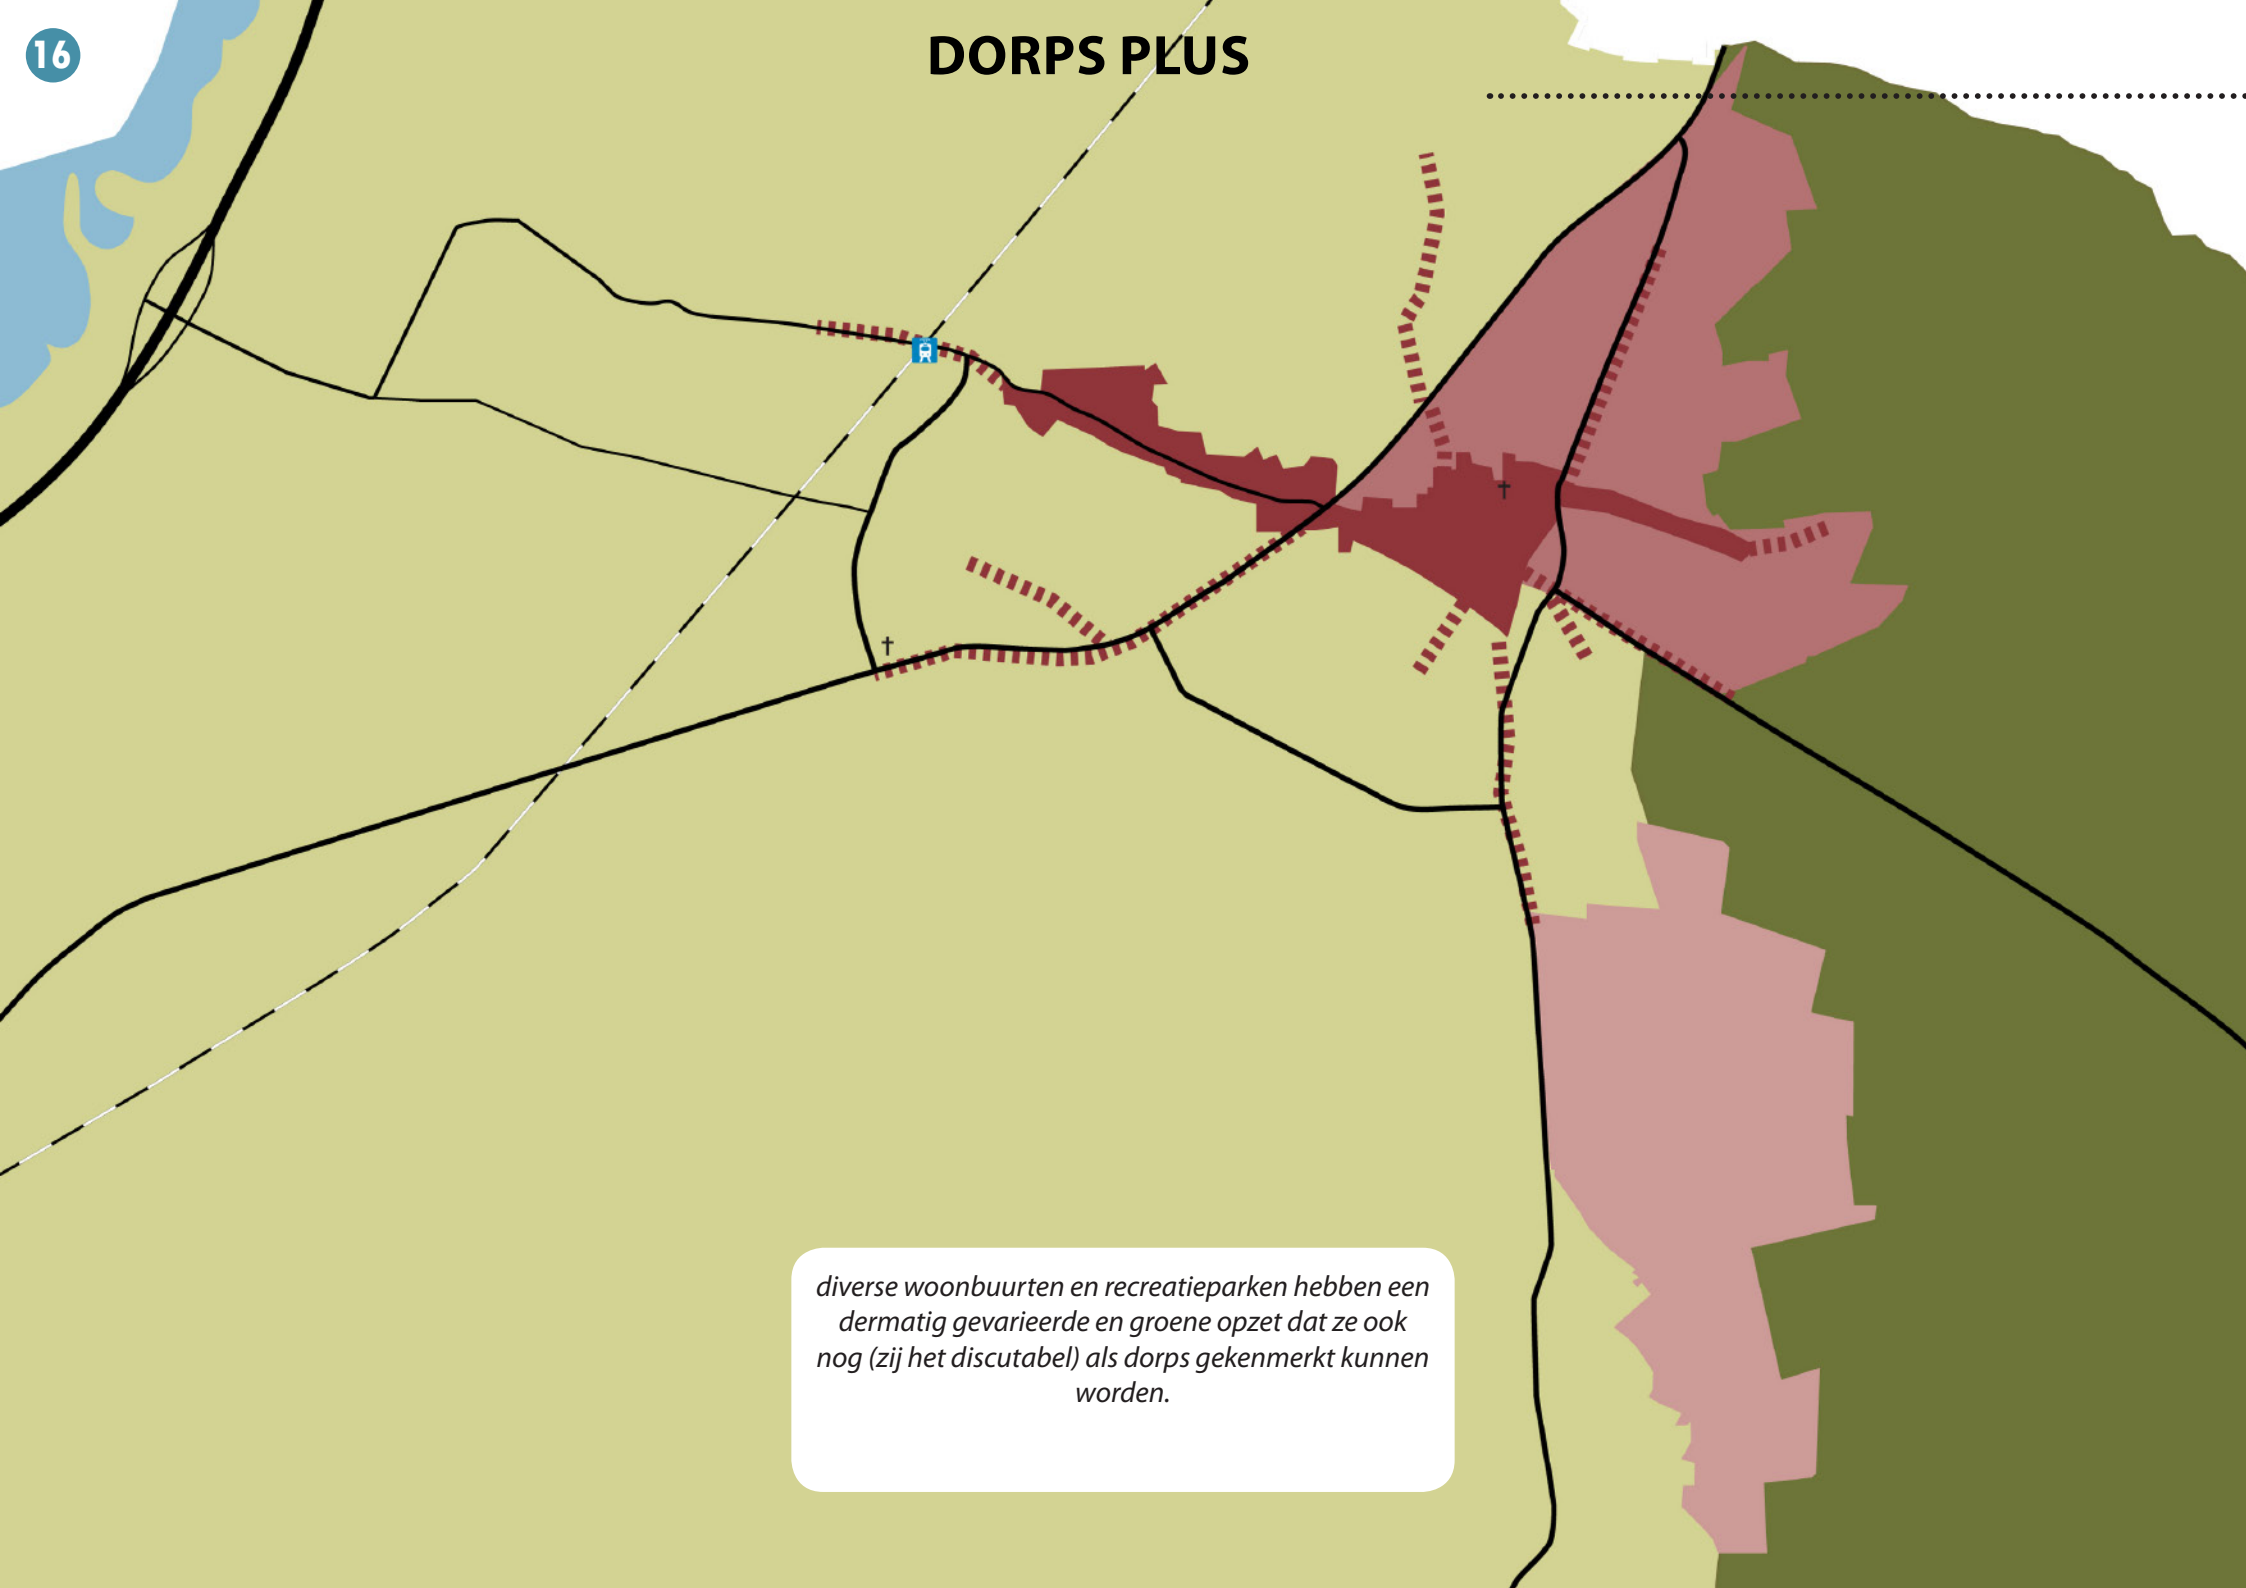 16
DORPS PLUS
diverse woonbuurten en recreatieparken hebben een
dermatig gevarieerde en groene opzet dat ze ook
nog (zij het discutabel) als dorps gekenmerkt kunnen
worden.